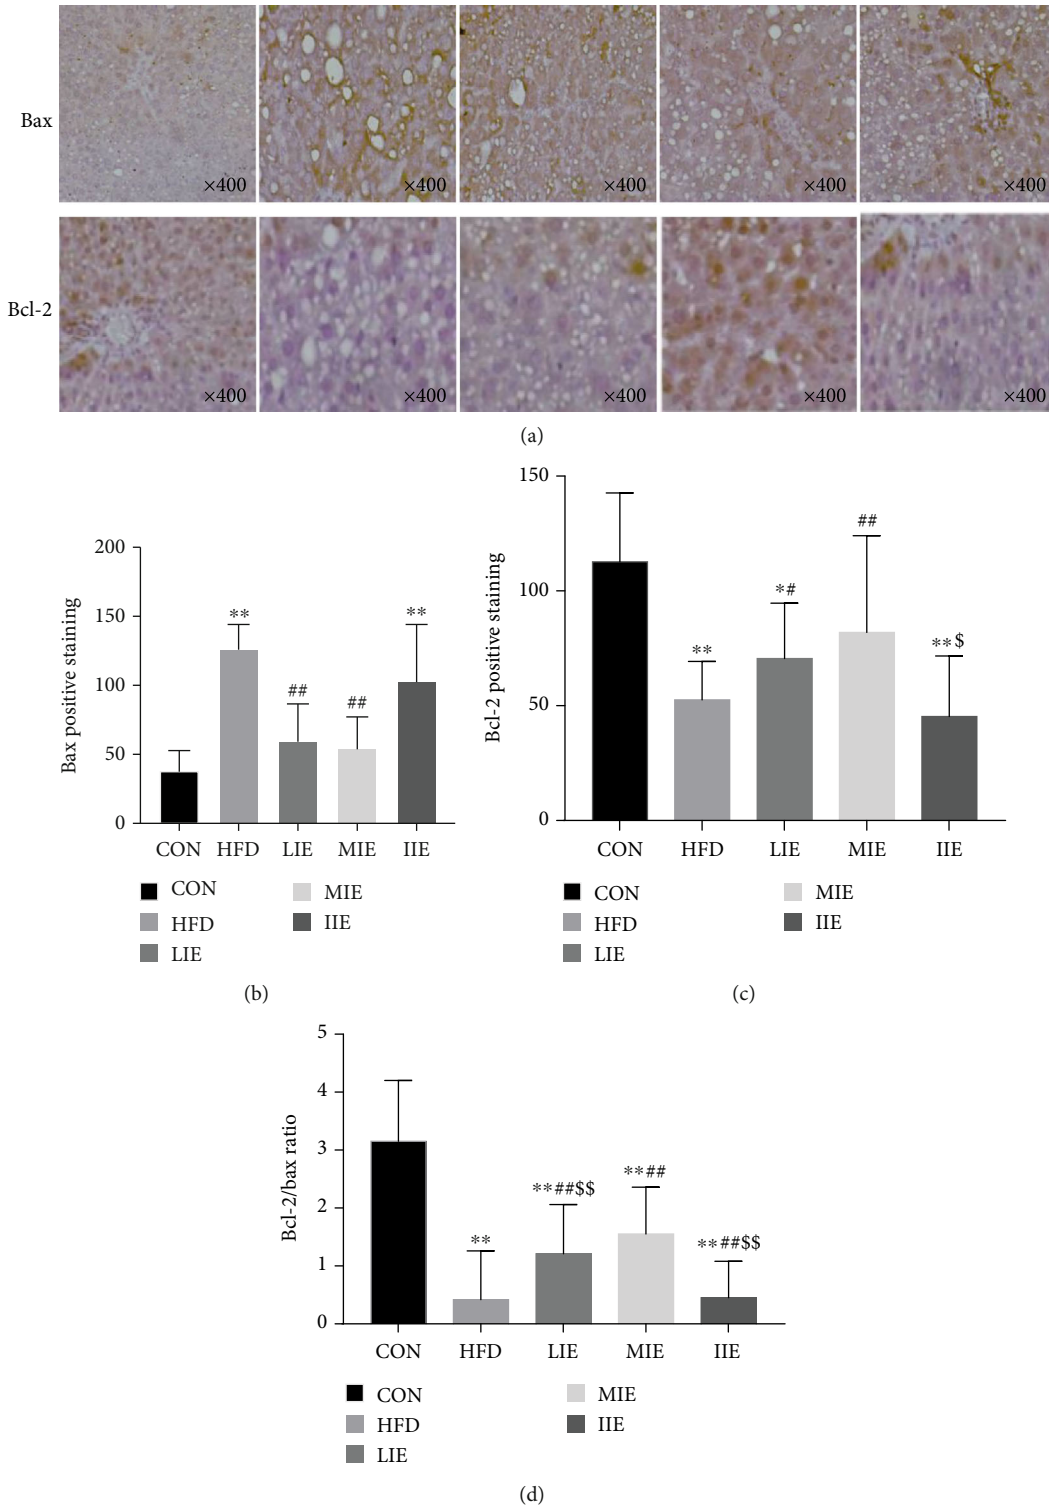 Bax
×400 ×400 ×400 ×400 ×400
Bcl-2
×400 ×400 ×400 ×400 ×400
(a)
Bax positive staining
200
150
100
50
0
**
##
##
**
CON HFD LIE MIE IIE
CON
HFD
LIE
MIE
IIE
(b)
Bcl-2 positive staining
150
100
50
0
**
*#
##
**$
CON HFD LIE MIE IIE
CON
HFD
LIE
MIE
IIE
(c)
Bcl-2/bax ratio
5
4
3
2
1
0
**
**##$$
**##
**##$$
CON HFD LIE MIE IIE
CON
HFD
LIE
MIE
IIE
(d)